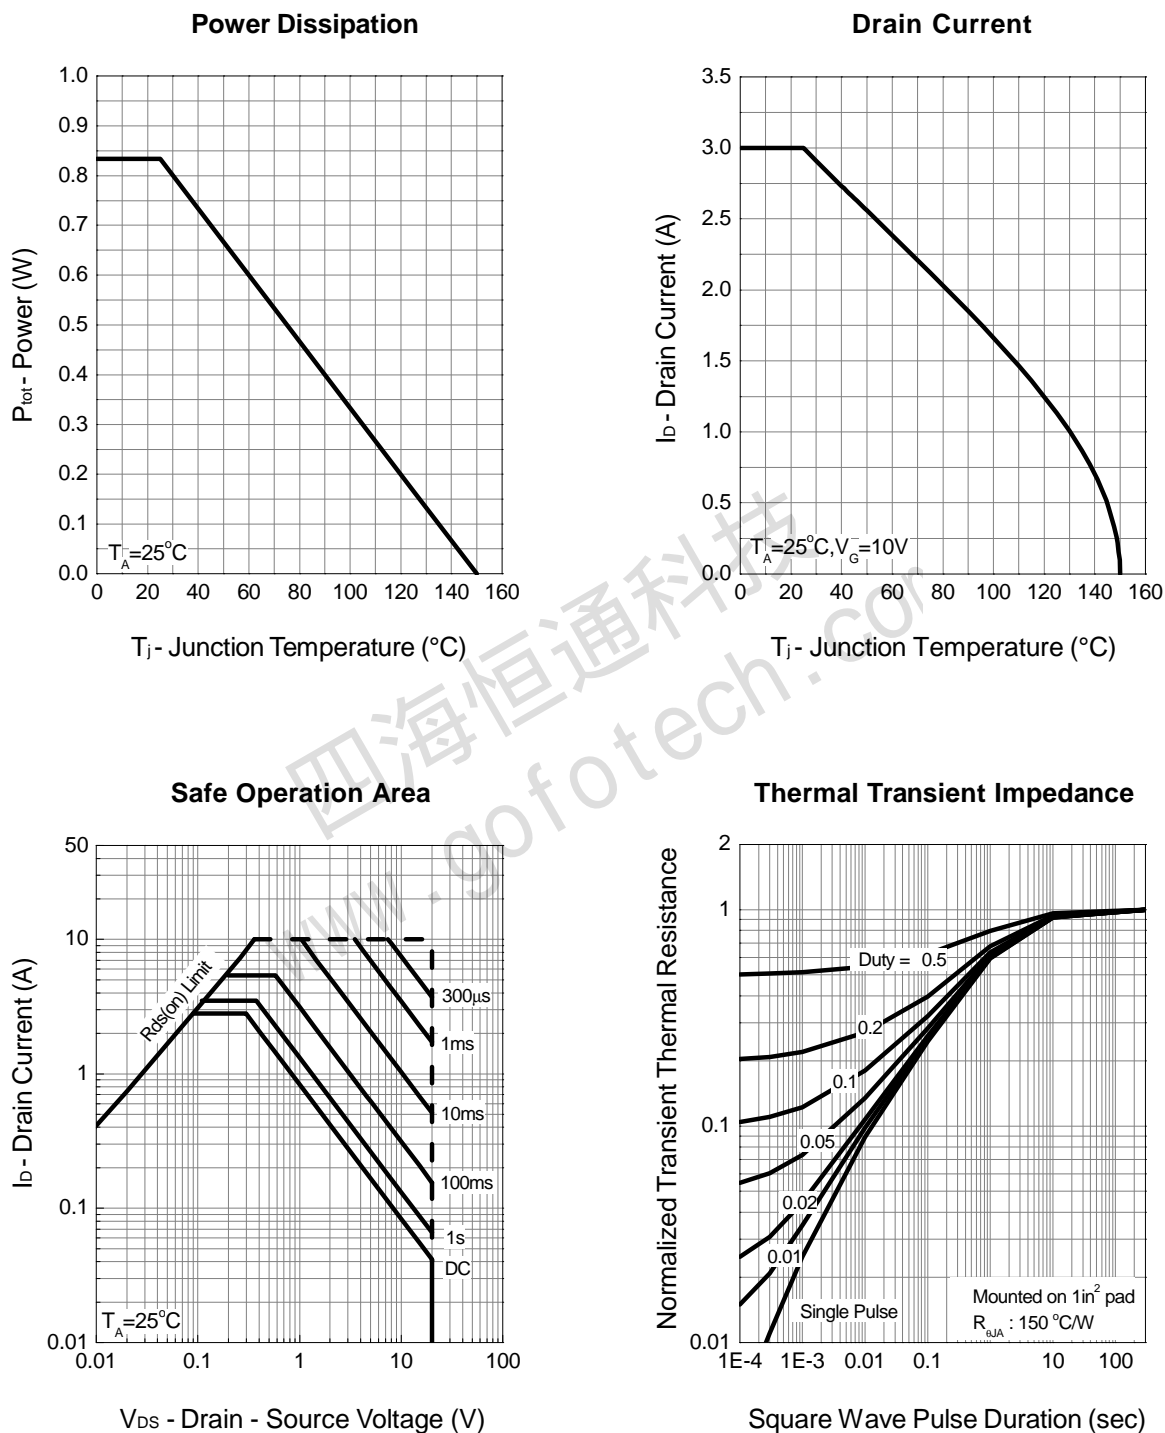 Power Dissipation
1.0
0.9
0.8
0.7
0.6
0.5
0.4
0.3
0.2
0.1
0.0
Ptot - Power (W)
TA=25oC
0 20 40 60 80 100 120 140 160
Tj - Junction Temperature (°C)
Drain Current
3.5
3.0
2.5
2.0
1.5
1.0
0.5
0.0
ID - Drain Current (A)
TA=25oC,VG=10V
0 20 40 60 80 100 120 140 160
Tj - Junction Temperature (°C)
四海恒通科技
www.gofotech.com
Safe Operation Area
50
10
1
0.1
0.01
ID - Drain Current (A)
Rds(on) Limit
300µs
1ms
10ms
100ms
1s
DC
TA=25oC
0.01 0.1 1 10 100
VDS - Drain - Source Voltage (V)
Thermal Transient Impedance
2
1
0.1
0.01
Normalized Transient Thermal Resistance
Duty = 0.5
0.2
0.1
0.05
0.02
0.01
Single Pulse
Mounted on 1in2 pad
RθJA : 150 oC/W
1E-4 1E-3 0.01 0.1 1 10 100
Square Wave Pulse Duration (sec)